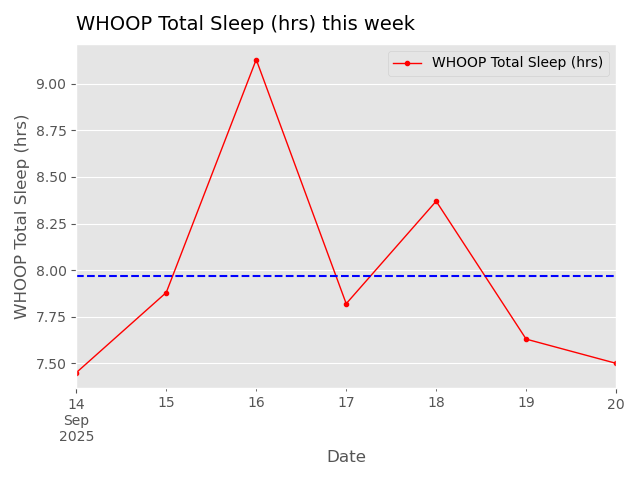 WHOOP Total Sleep (hrs) this week
WHOOP Total Sleep (hrs)
WHOOP Total Sleep (hrs)
9.00
8.75
8.50
8.25
8.00
7.75
7.50
14 15 16 17 18 19 20
Sep
2025
Date